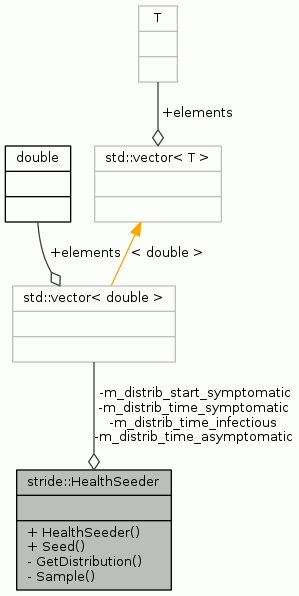 T
+elements
double
std::vector< T >
+elements
< double >
std::vector< double >
-m_distrib_start_symptomatic
-m_distrib_time_symptomatic
-m_distrib_time_infectious
-m_distrib_time_asymptomatic
stride::HealthSeeder
+ HealthSeeder()
+ Seed()
- GetDistribution()
- Sample()